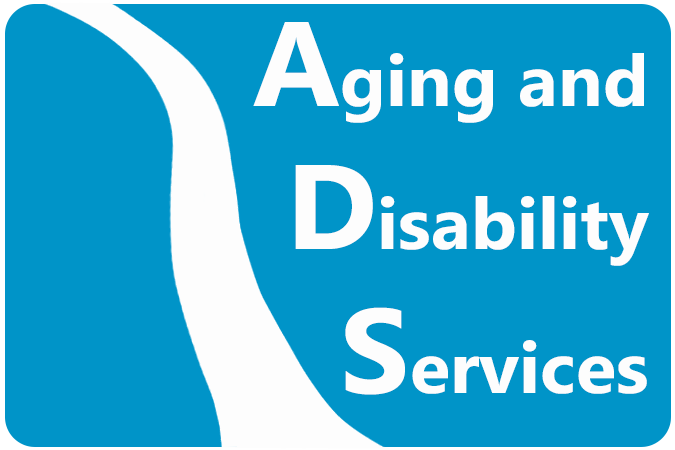 Aging and
Disability
Services